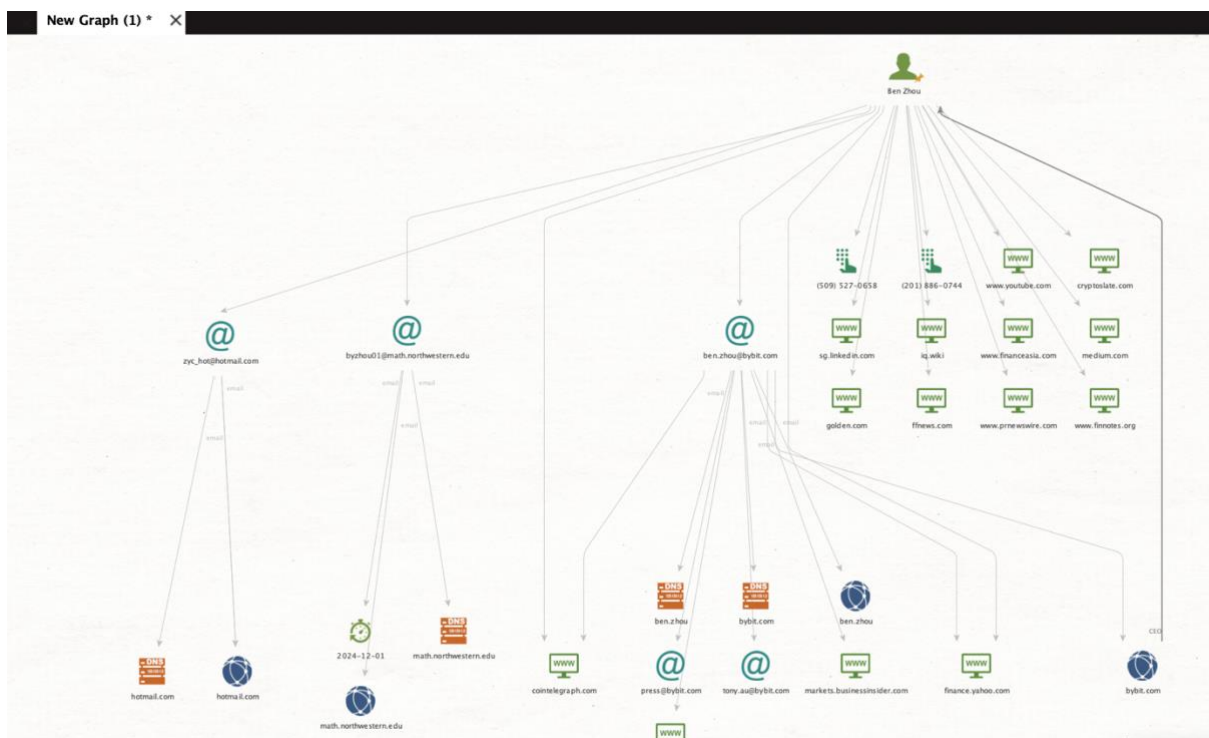 New Graph (1) *
Ben Zhou
(509) 527-0658
(201) 886-0744
www.youtube.com
cryptoslate.com
sg.linkedin.com
iq.wiki
www.financeasia.com
medium.com
golden.com
ffnews.com
www.prnewswire.com
www.finnotes.org
zyc_hot@hotmail.com
byzhou01@math.northwestern.edu
ben.zhou@bybit.com
ben.zhou
bybit.com
ben.zhou
CEO
2024-12-01
math.northwestern.edu
hotmail.com
hotmail.com
cointelegraph.com
press@bybit.com
tony.au@bybit.com
markets.businessinsider.com
finance.yahoo.com
bybit.com
math.northwestern.edu